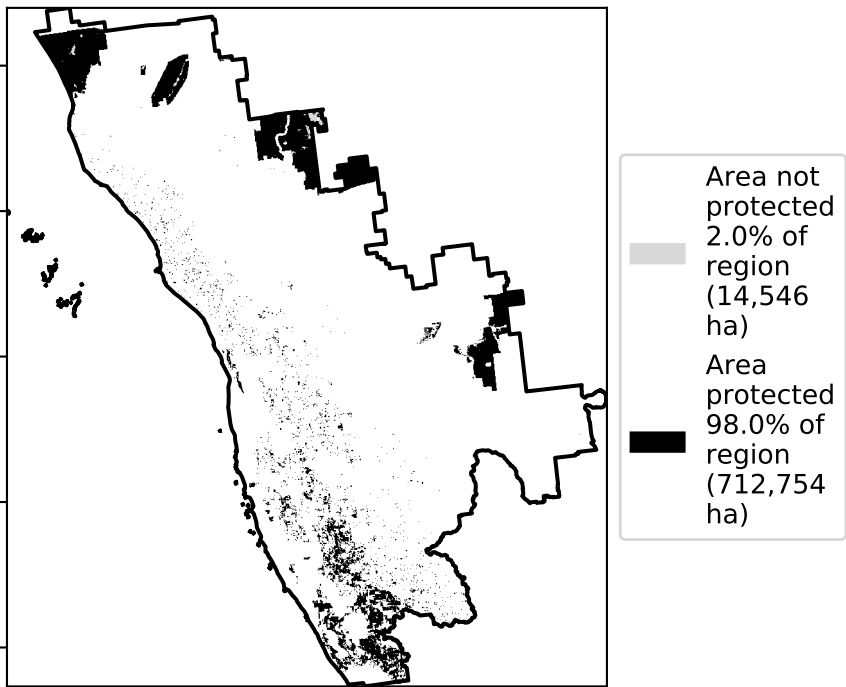 Area not
protected
2.0% of
region
(14,546
ha)
Area
protected
98.0% of
region
(712,754
ha)